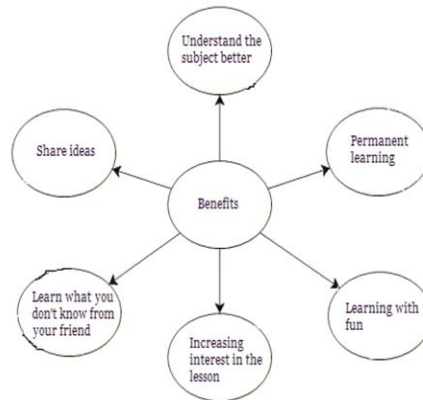 Understand the
subject better
Share ideas
Permanent
learning
Benefits
Learn what you
don't know from
your friend
Increasing
interest in the
lesson
Learning with
fun